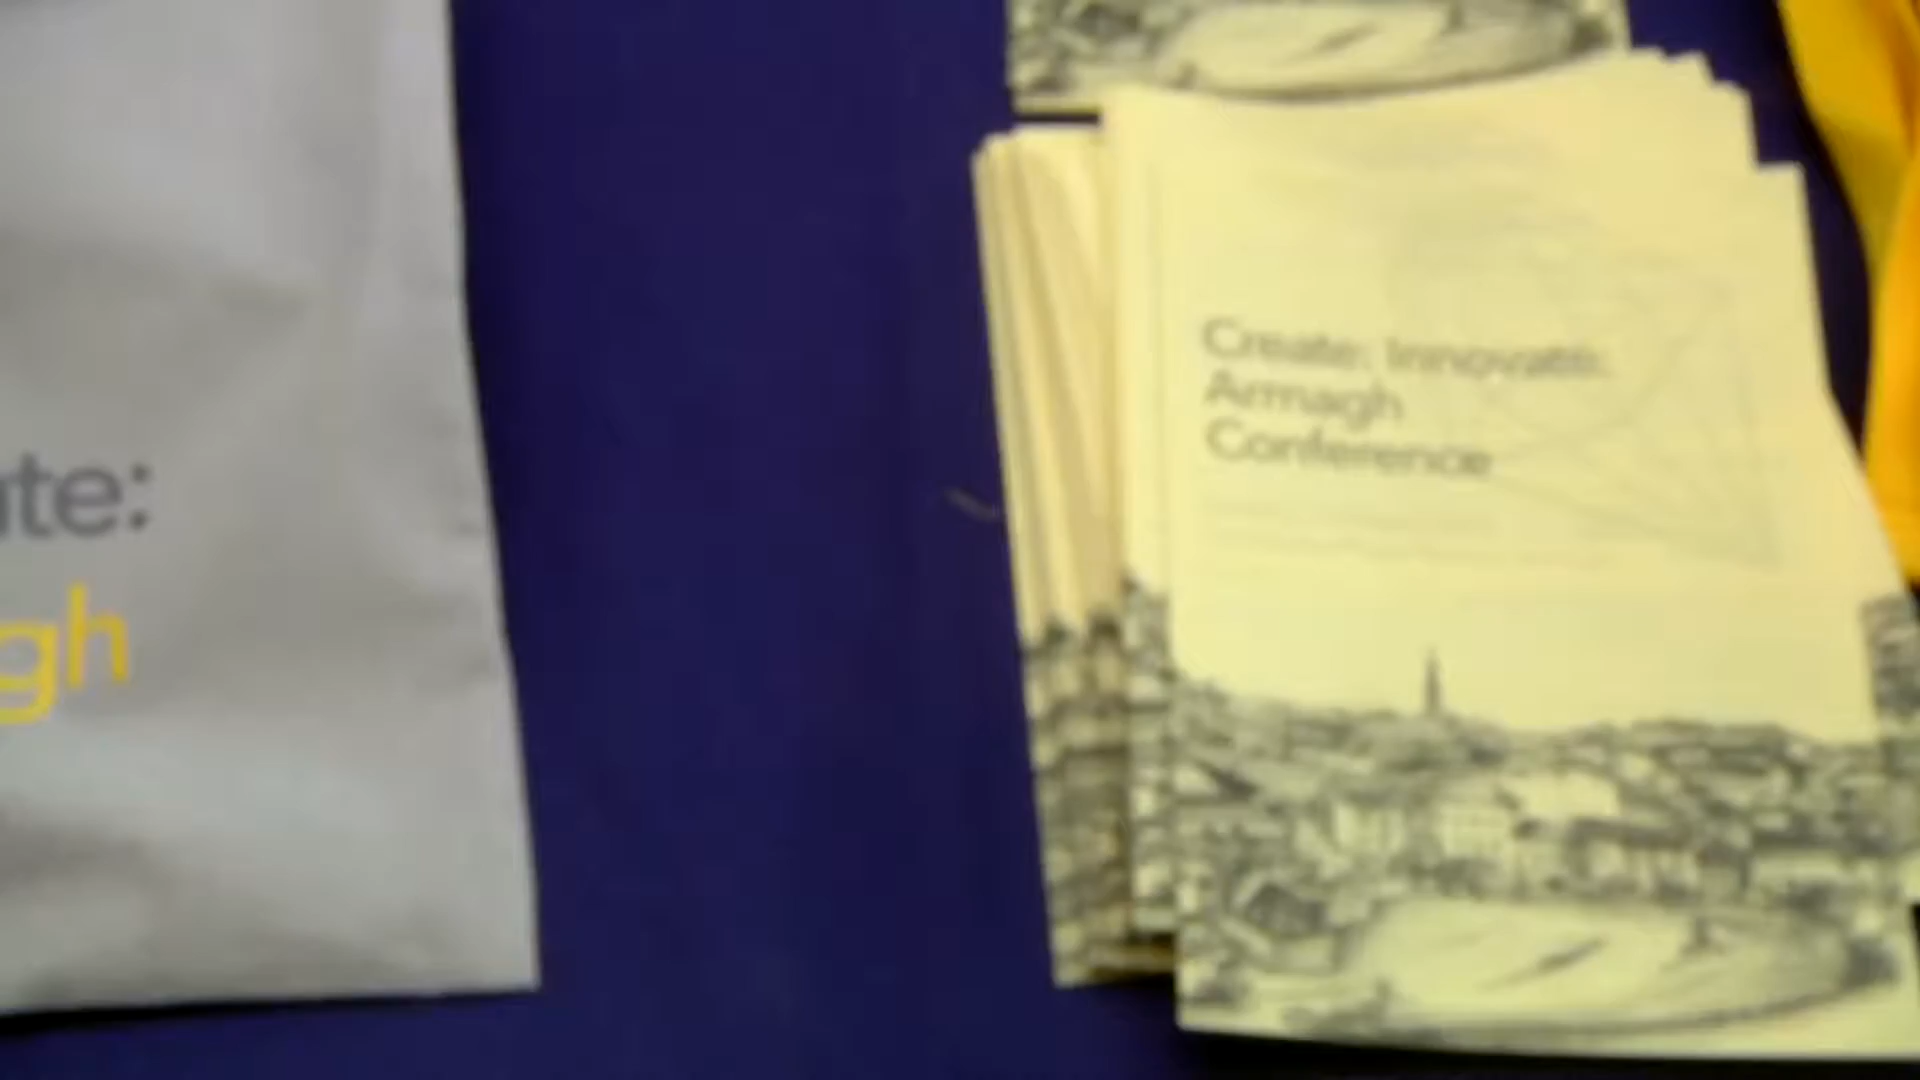 ate:
gh
Create: Innovate:
Armagh
Conference